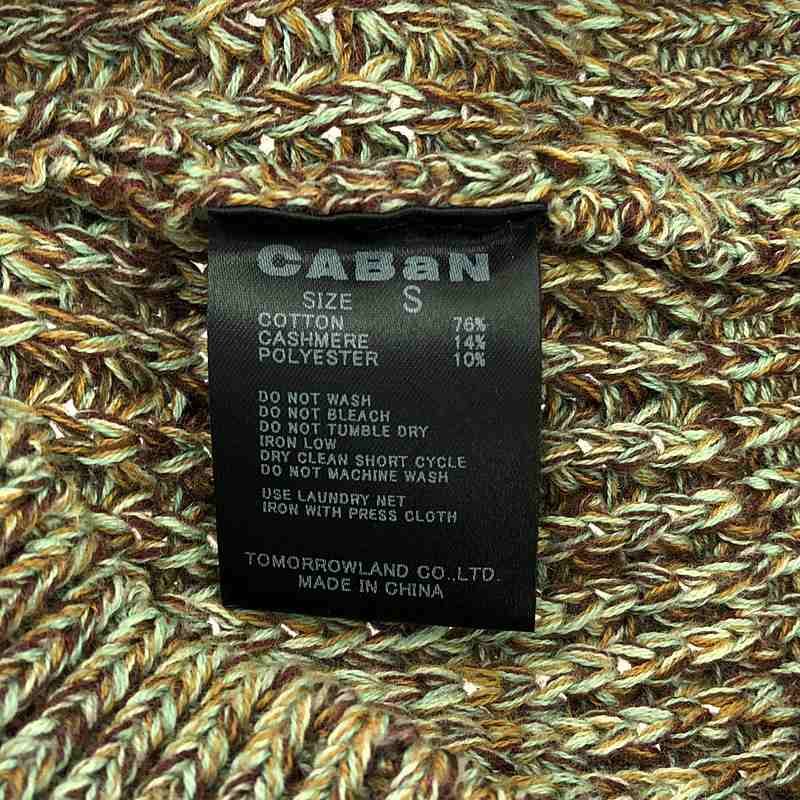 CABaN
SIZE S
COTTON 76%
CASHMERE 14%
POLYESTER 10%
DO NOT WASH
DO NOT BLEACH
DO NOT TUMBLE DRY
IRON LOW
DRY CLEAN SHORT CYCLE
DO NOT MACHINE WASH
USE LAUNDRY NET
IRON WITH PRESS CLOTH
TOMORROWLAND CO.,LTD.
MADE IN CHINA